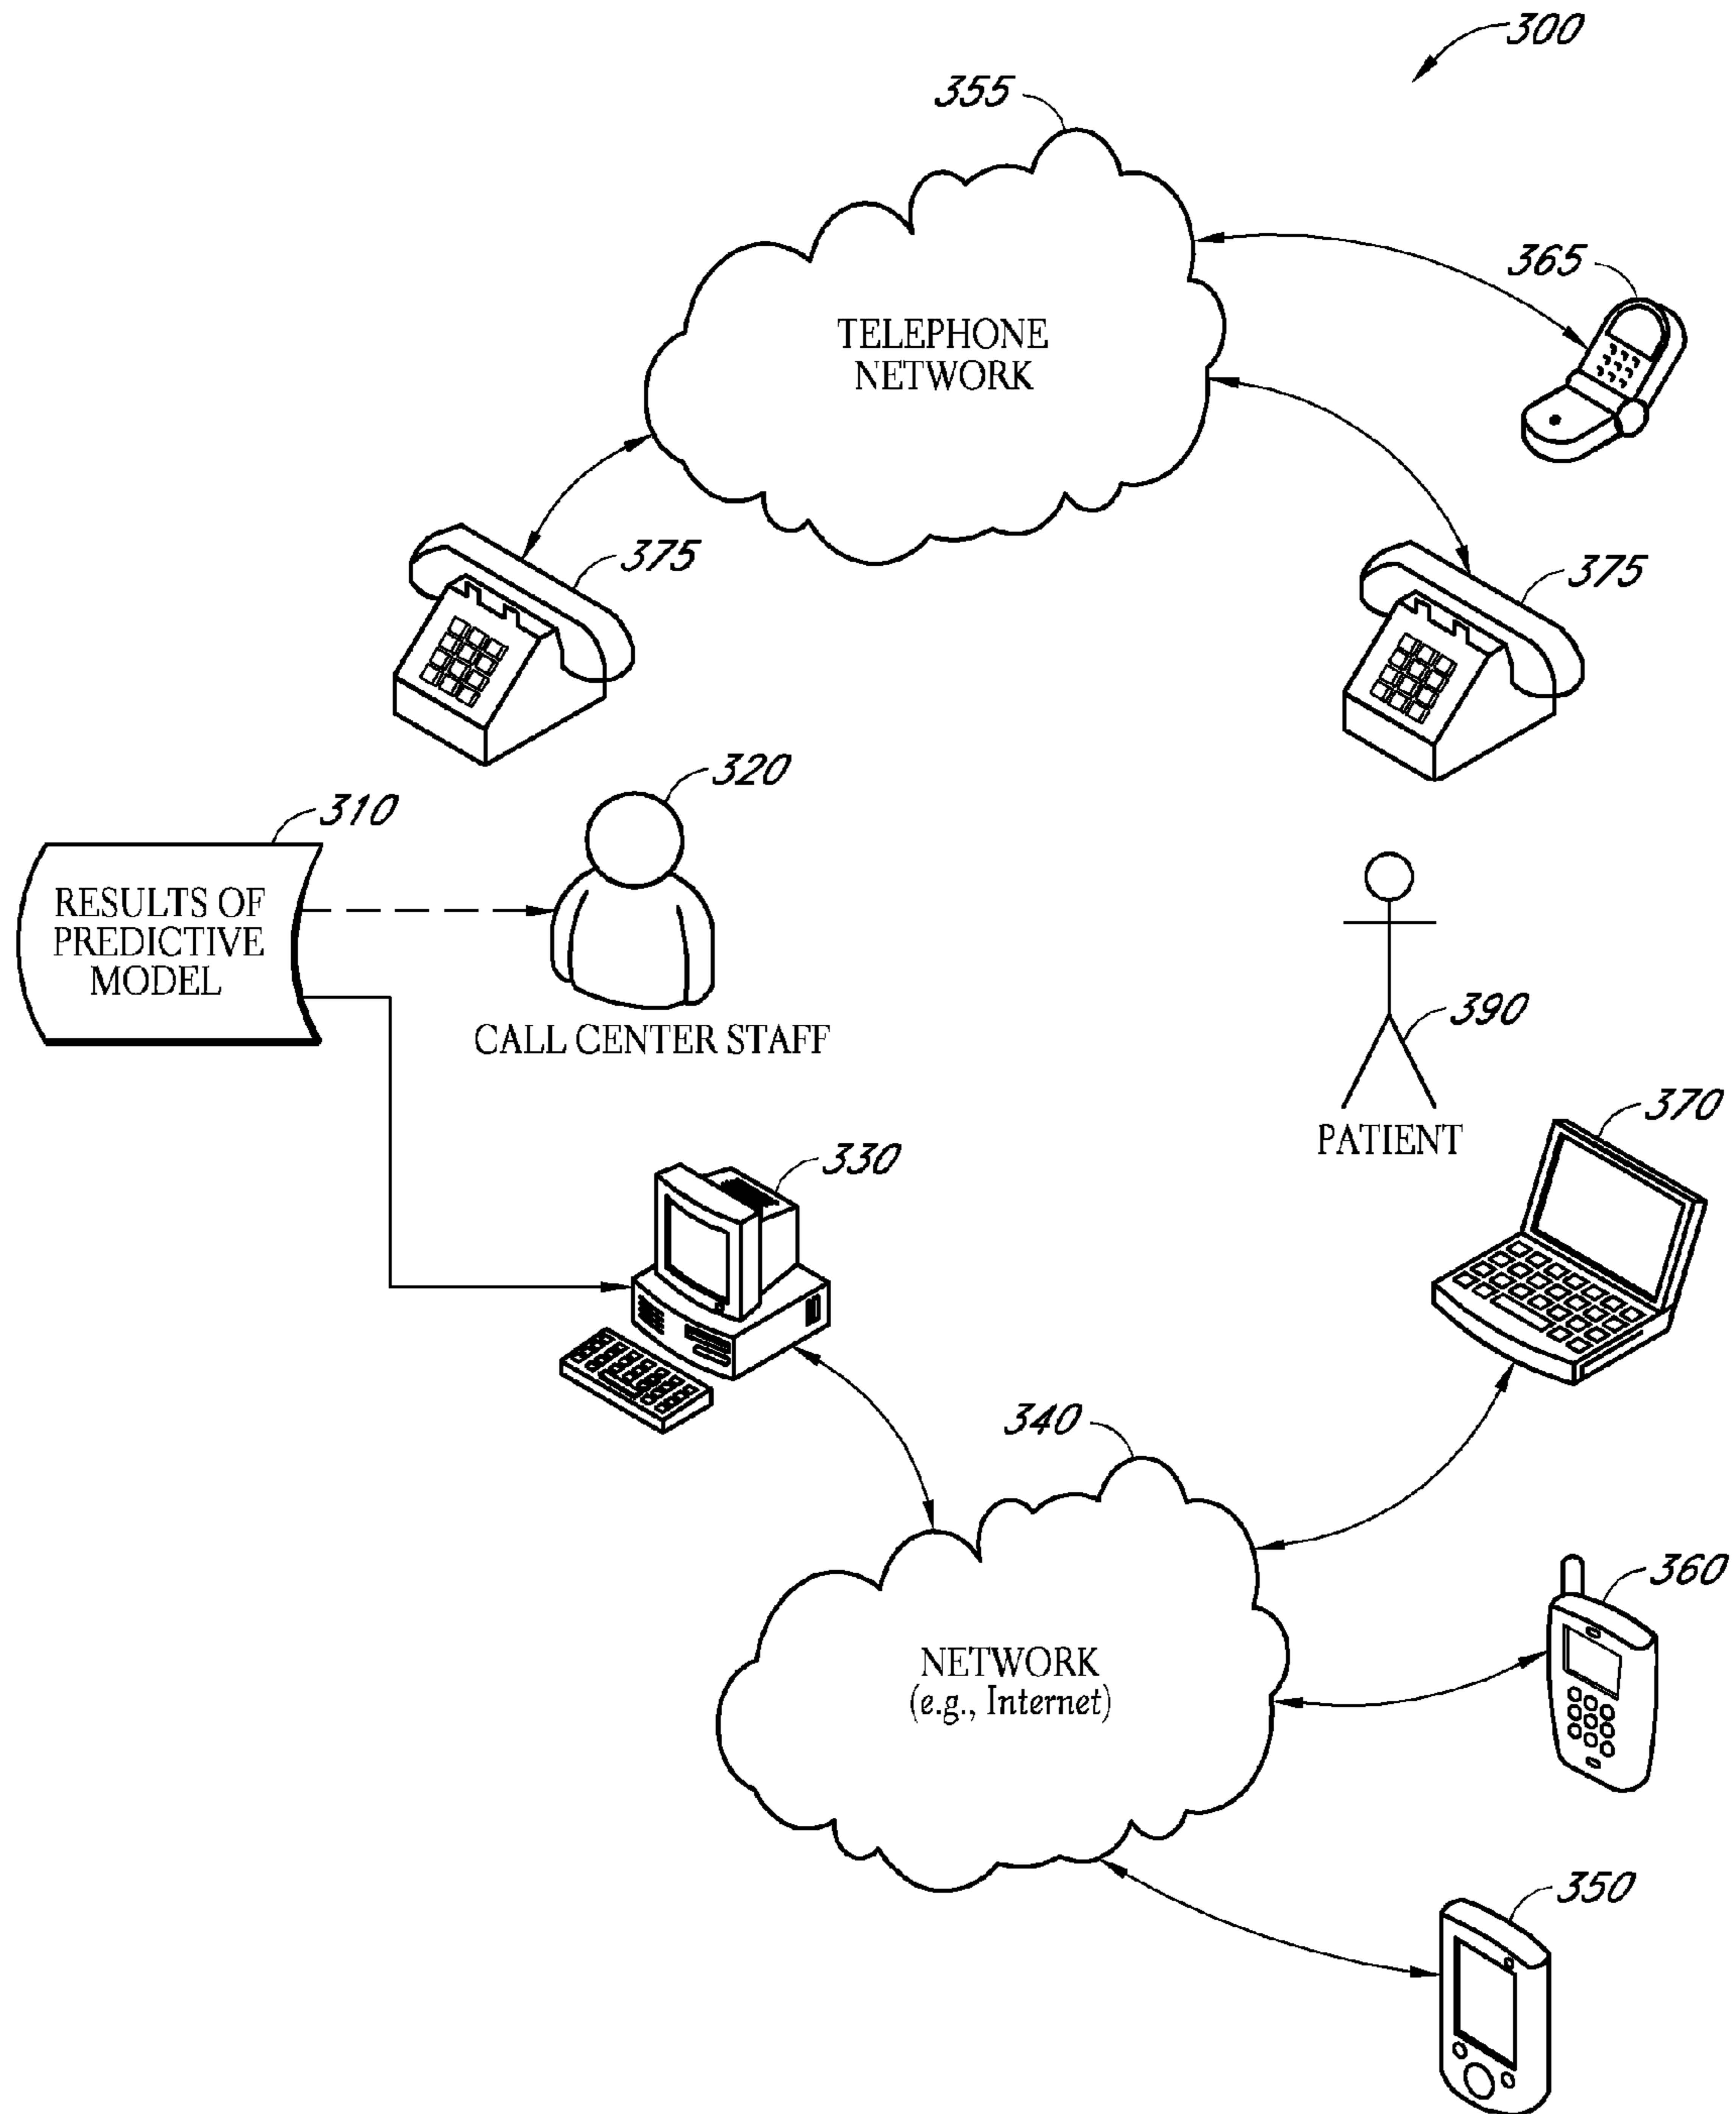 300
355
365
TELEPHONE
NETWORK
375
375
320
310
RESULTS OF
PREDICTIVE
MODEL
CALL CENTER STAFF
390
PATIENT
370
330
340
360
NETWORK
(e.g., Internet)
350